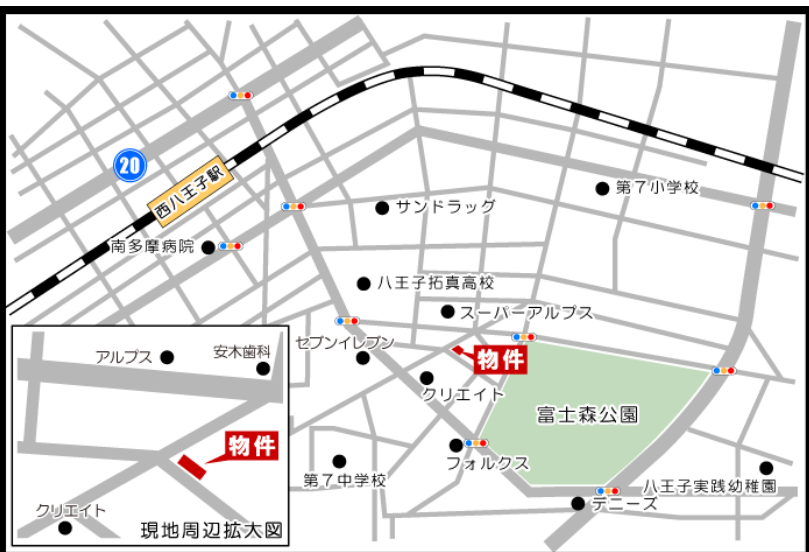 20
西八王子駅
第7小学校
サンドラッグ
南多摩病院
八王子拓真高校
スーパーアルプス
セブンイレブン
物件
クリエイト
富士森公園
フォルクス
第7中学校
八王子実践幼稚園
デニーズ
アルプス
安木歯科
物件
クリエイト
現地周辺拡大図